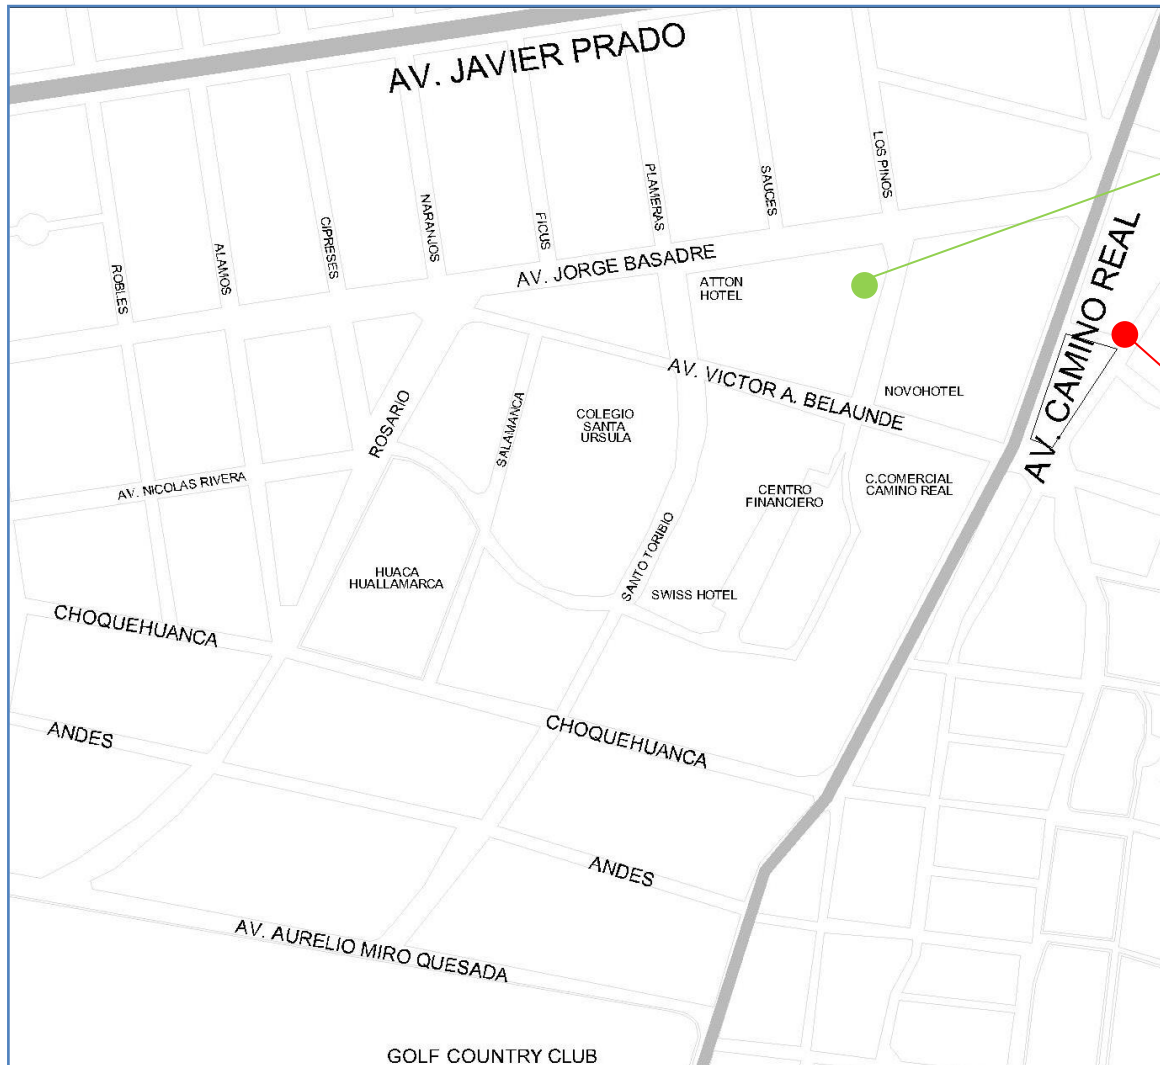 AV. JAVIER PRADO
LOS PINOS
SAUCES
PLAMERAS
NARANJOS
FICUS
CIPRESES
ALAMOS
ROBLES
AV. JORGE BASADRE
ATTON
HOTEL
AV. CAMINO REAL
AV. VICTOR A. BELAUNDE
NOVOHOTEL
ROSARIO
SALAMANCA
COLEGIO
SANTA
URSULA
AV. NICOLAS RIVERA
CENTRO
FINANCIERO
C.COMERCIAL
CAMINO REAL
HUACA
HUALLAMARCA
SANTO TORIBIO
SWISS HOTEL
CHOQUEHUANCA
ANDES
CHOQUEHUANCA
ANDES
AV. AURELIO MIRO QUESADA
GOLF COUNTRY CLUB